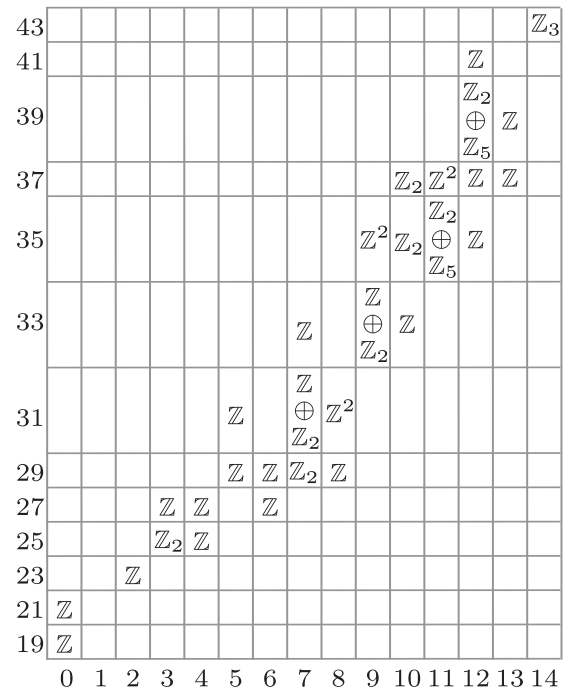 43 ℤ₃
41 ℤ
39 ℤ₂ ⊕ ℤ₅ ℤ
37 ℤ₂ ℤ² ℤ ℤ
35 ℤ² ℤ₂ ℤ₂ ⊕ ℤ₅ ℤ
33 ℤ ℤ ⊕ ℤ₂ ℤ
31 ℤ ℤ ⊕ ℤ₂ ℤ²
29 ℤ ℤ ℤ₂ ℤ
27 ℤ ℤ ℤ
25 ℤ₂ ℤ
23 ℤ
21 ℤ
19 ℤ
0 1 2 3 4 5 6 7 8 9 10 11 12 13 14